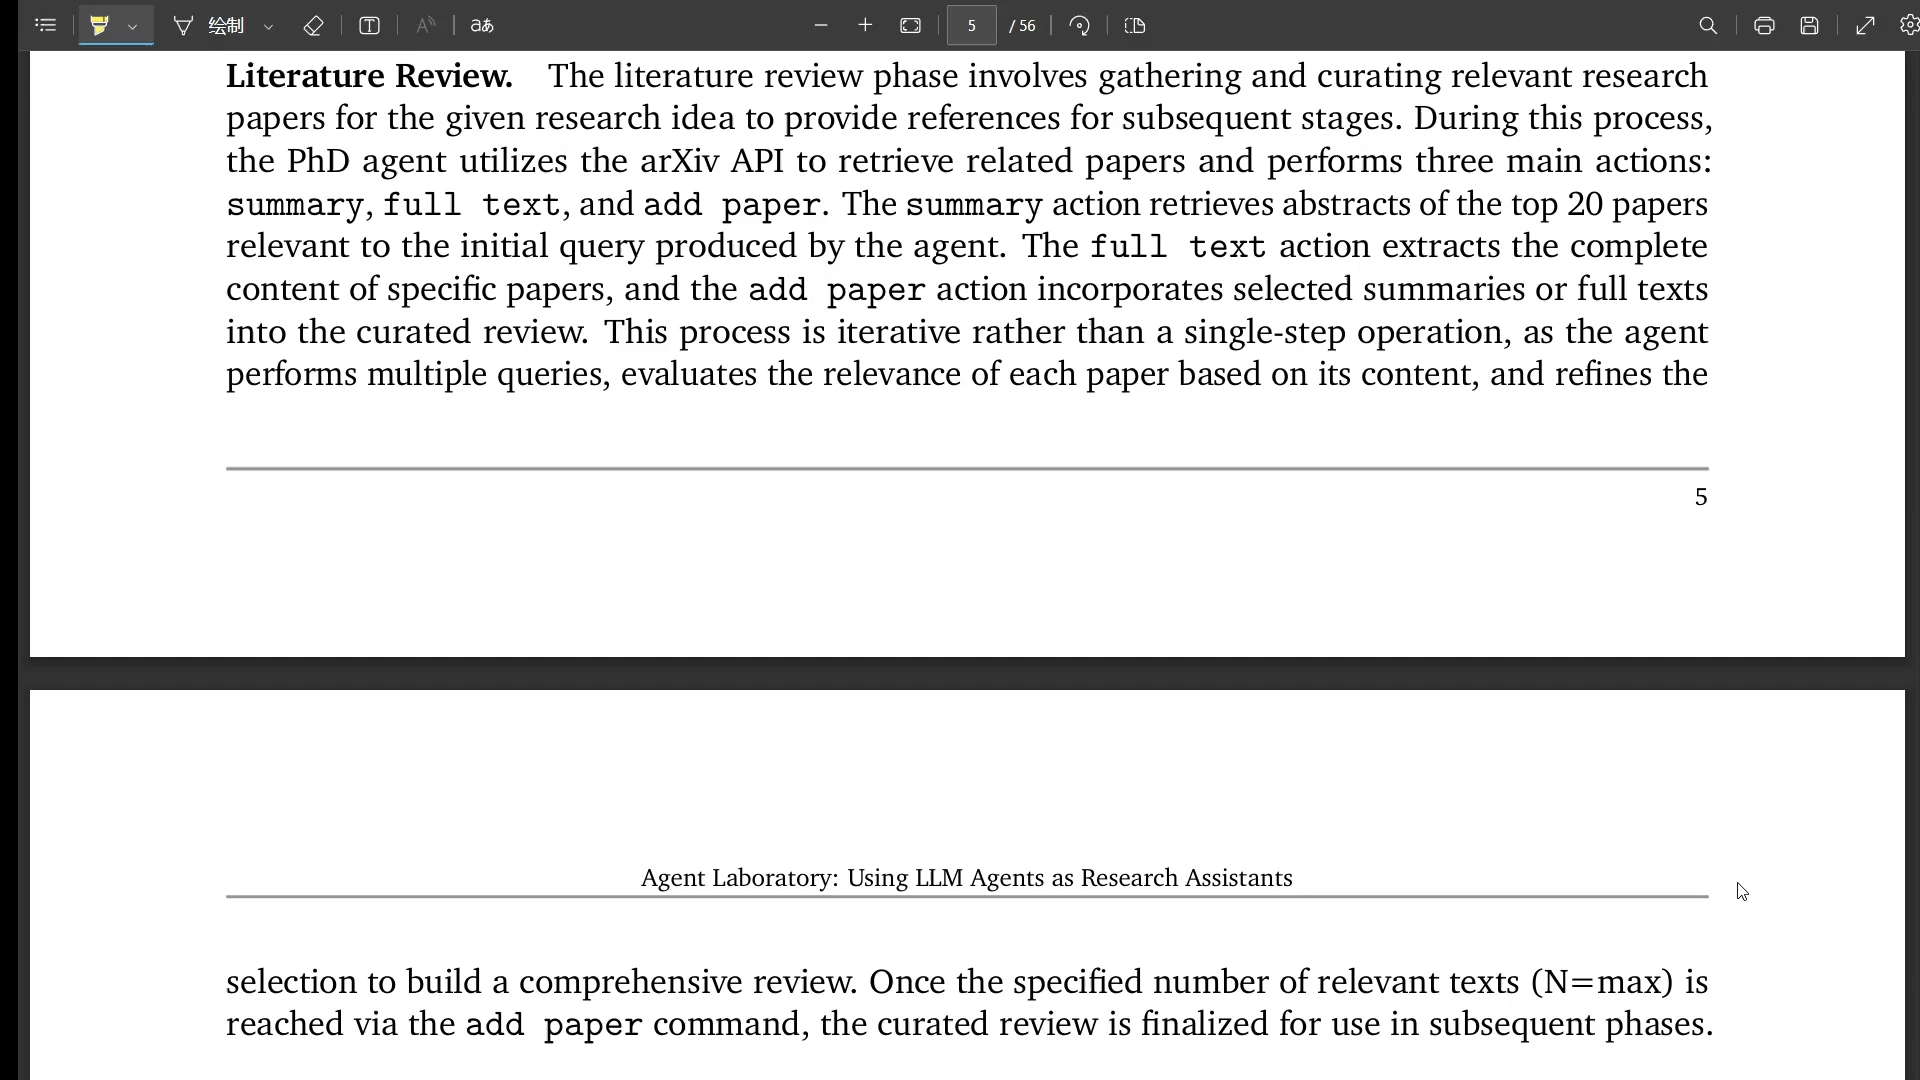 绘制
aあ
5 / 56
Literature Review. The literature review phase involves gathering and curating relevant research
papers for the given research idea to provide references for subsequent stages. During this process,
the PhD agent utilizes the arXiv API to retrieve related papers and performs three main actions:
summary, full text, and add paper. The summary action retrieves abstracts of the top 20 papers
relevant to the initial query produced by the agent. The full text action extracts the complete
content of specific papers, and the add paper action incorporates selected summaries or full texts
into the curated review. This process is iterative rather than a single-step operation, as the agent
performs multiple queries, evaluates the relevance of each paper based on its content, and refines the
5
Agent Laboratory: Using LLM Agents as Research Assistants
selection to build a comprehensive review. Once the specified number of relevant texts (N=max) is
reached via the add paper command, the curated review is finalized for use in subsequent phases.